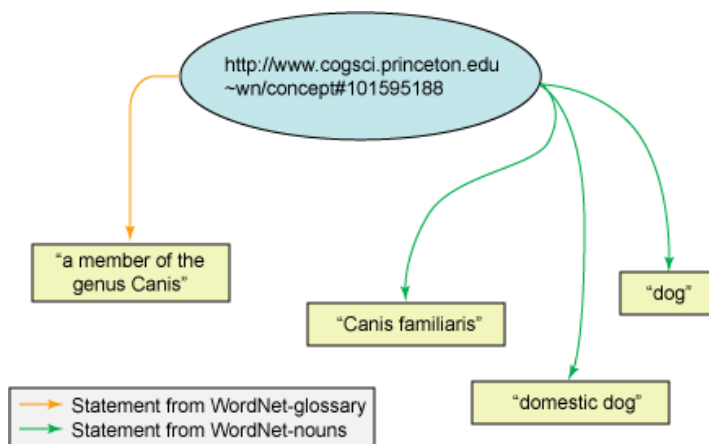 http://www.cogsci.princeton.edu
~wn/concept#101595188
“a member of the
genus Canis”
“dog”
“Canis familiaris”
“domestic dog”
Statement from WordNet-glossary
Statement from WordNet-nouns